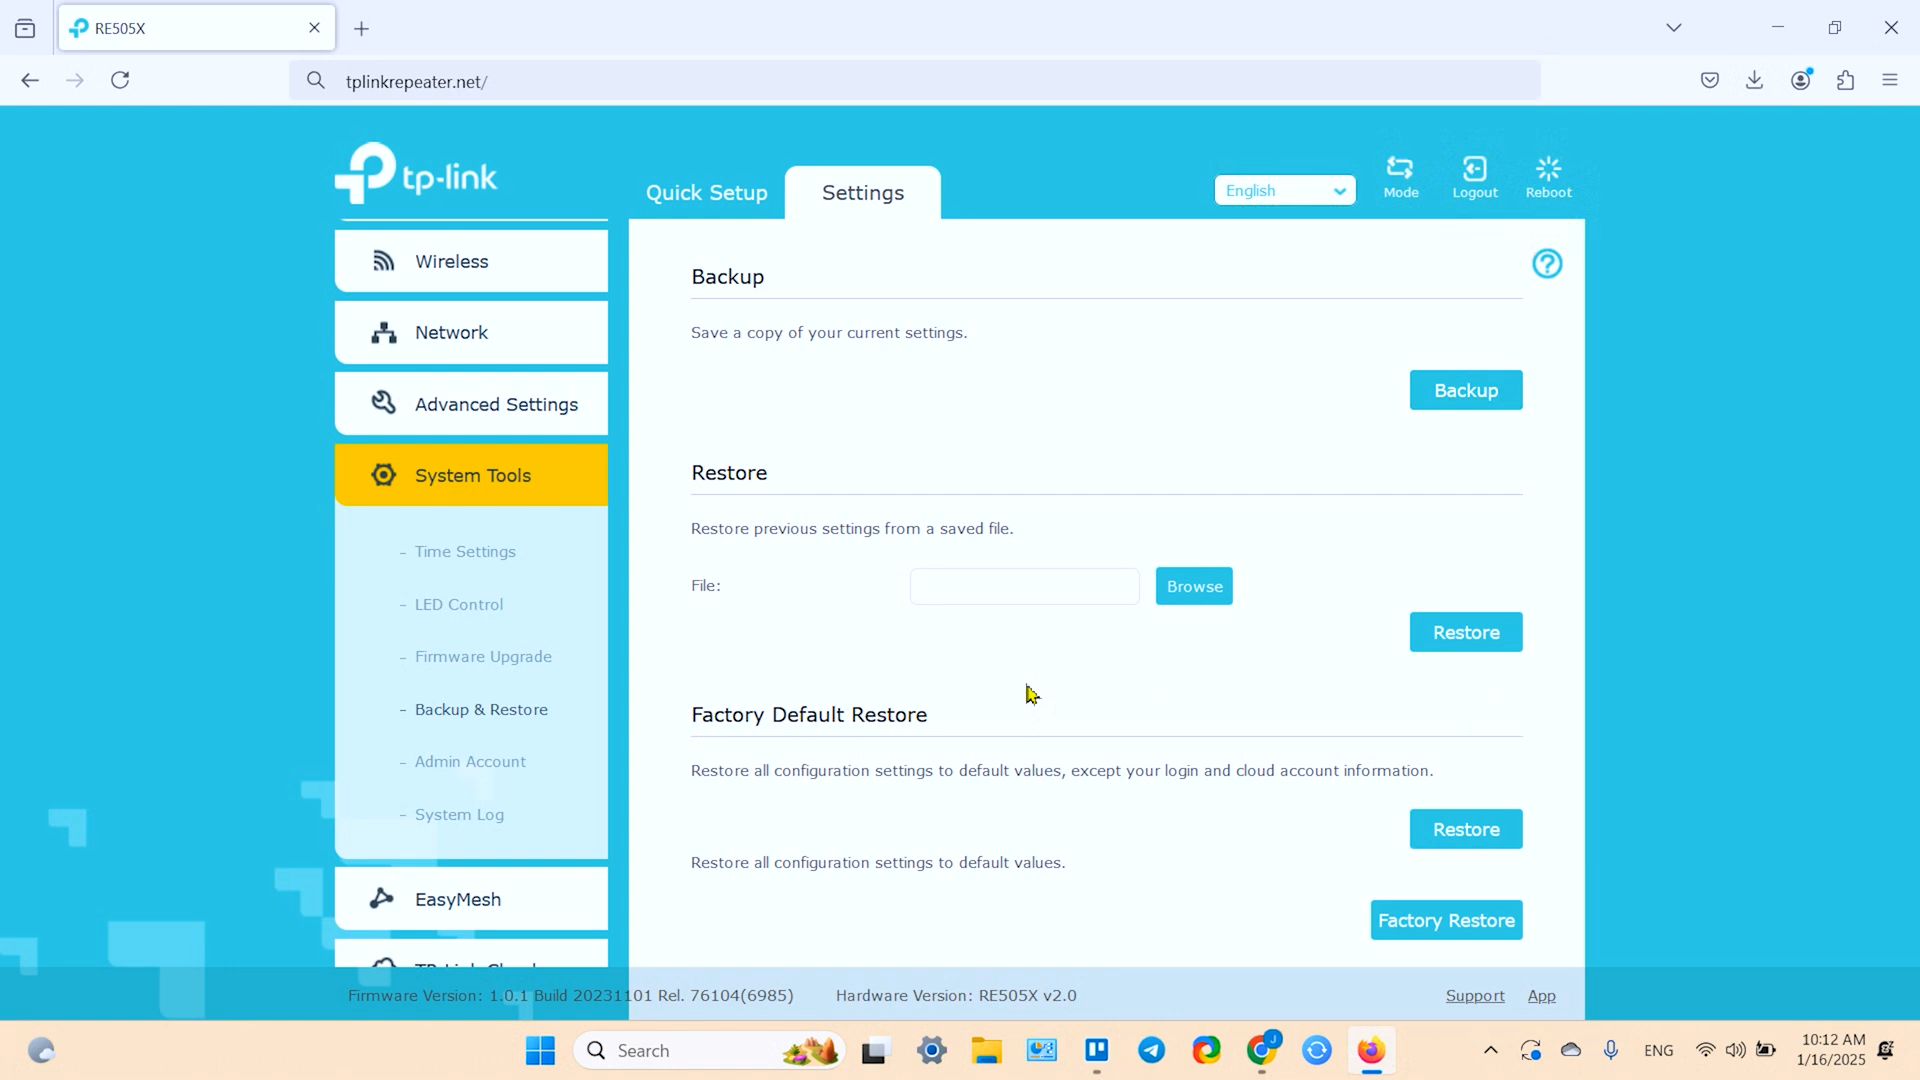 RE505X
tplinkrepeater.net/
tp-link
Quick Setup
Settings
English
Mode
Logout
Reboot
Wireless
Network
Advanced Settings
System Tools
- Time Settings
- LED Control
- Firmware Upgrade
- Backup & Restore
- Admin Account
- System Log
EasyMesh
Backup
Save a copy of your current settings.
Backup
Restore
Restore previous settings from a saved file.
File:
Browse
Restore
Factory Default Restore
Restore all configuration settings to default values, except your login and cloud account information.
Restore
Restore all configuration settings to default values.
Factory Restore
Firmware Version: 1.0.1 Build 20231101 Rel. 76104(6985)
Hardware Version: RE505X v2.0
Support
App
Search
J
ENG
10:12 AM
1/16/2025